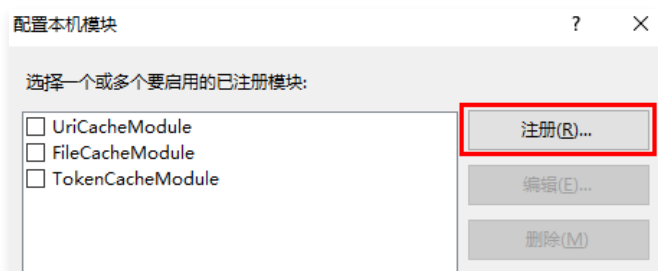 配置本机模块
?
×
选择一个或多个要启用的已注册模块:
UriCacheModule
FileCacheModule
TokenCacheModule
注册(R)...
编辑(E)...
删除(M)